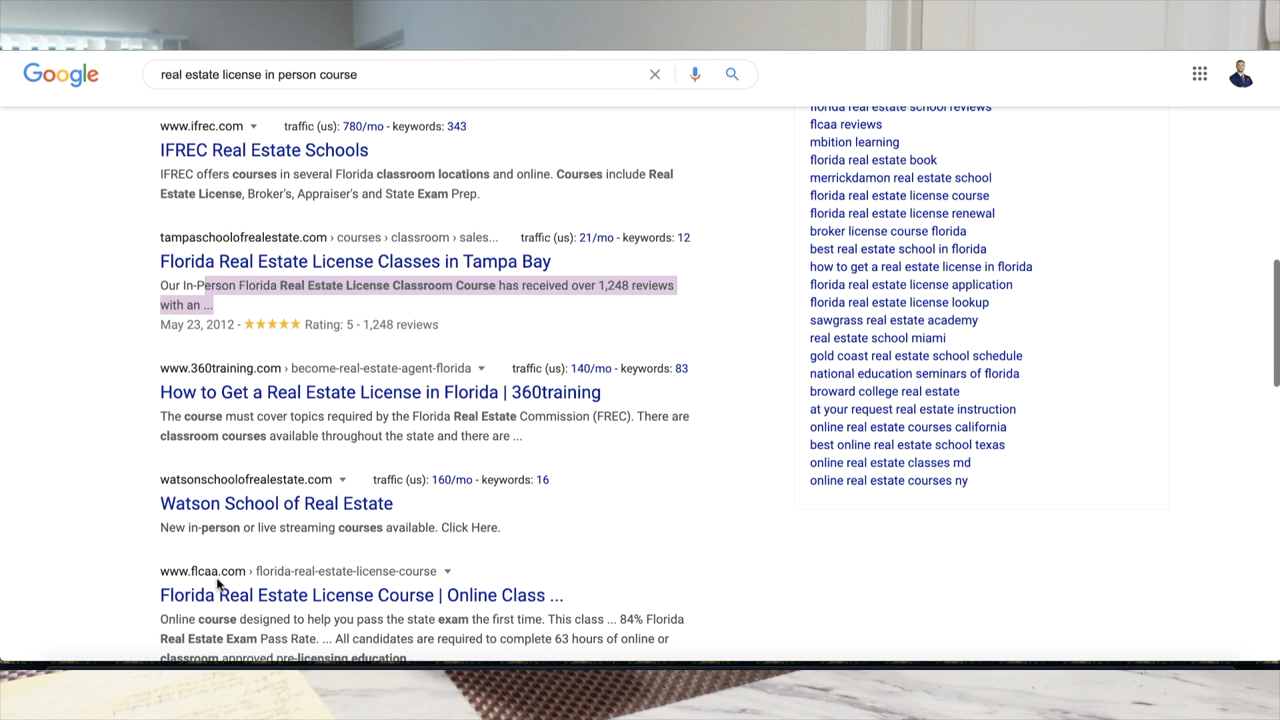 Google
real estate license in person course
www.ifrec.com traffic (us): 780/mo - keywords: 343
IFREC Real Estate Schools
IFREC offers courses in several Florida classroom locations and online. Courses include Real
Estate License, Broker's, Appraiser's and State Exam Prep.
tampaschoolofrealestate.com › courses › classroom › sales... traffic (us): 21/mo - keywords: 12
Florida Real Estate License Classes in Tampa Bay
Our In-Person Florida Real Estate License Classroom Course has received over 1,248 reviews
with an ...
May 23, 2012 - ★★★★★ Rating: 5 - 1,248 reviews
www.360training.com › become-real-estate-agent-florida traffic (us): 140/mo - keywords: 83
How to Get a Real Estate License in Florida | 360training
The course must cover topics required by the Florida Real Estate Commission (FREC). There are
classroom courses available throughout the state and there are ...
watsonschoolofrealestate.com traffic (us): 160/mo - keywords: 16
Watson School of Real Estate
New in-person or live streaming courses available. Click Here.
www.flcaa.com › florida-real-estate-license-course
Florida Real Estate License Course | Online Class ...
Online course designed to help you pass the state exam the first time. This class ... 84% Florida
Real Estate Exam Pass Rate. ... All candidates are required to complete 63 hours of online or
classroom approved pre-licensing education
florida real estate school reviews
flcaa reviews
mbition learning
florida real estate book
merrickdamon real estate school
florida real estate license course
florida real estate license renewal
broker license course florida
best real estate school in florida
how to get a real estate license in florida
florida real estate license application
florida real estate license lookup
sawgrass real estate academy
real estate school miami
gold coast real estate school schedule
national education seminars of florida
broward college real estate
at your request real estate instruction
online real estate courses california
best online real estate school texas
online real estate classes md
online real estate courses ny